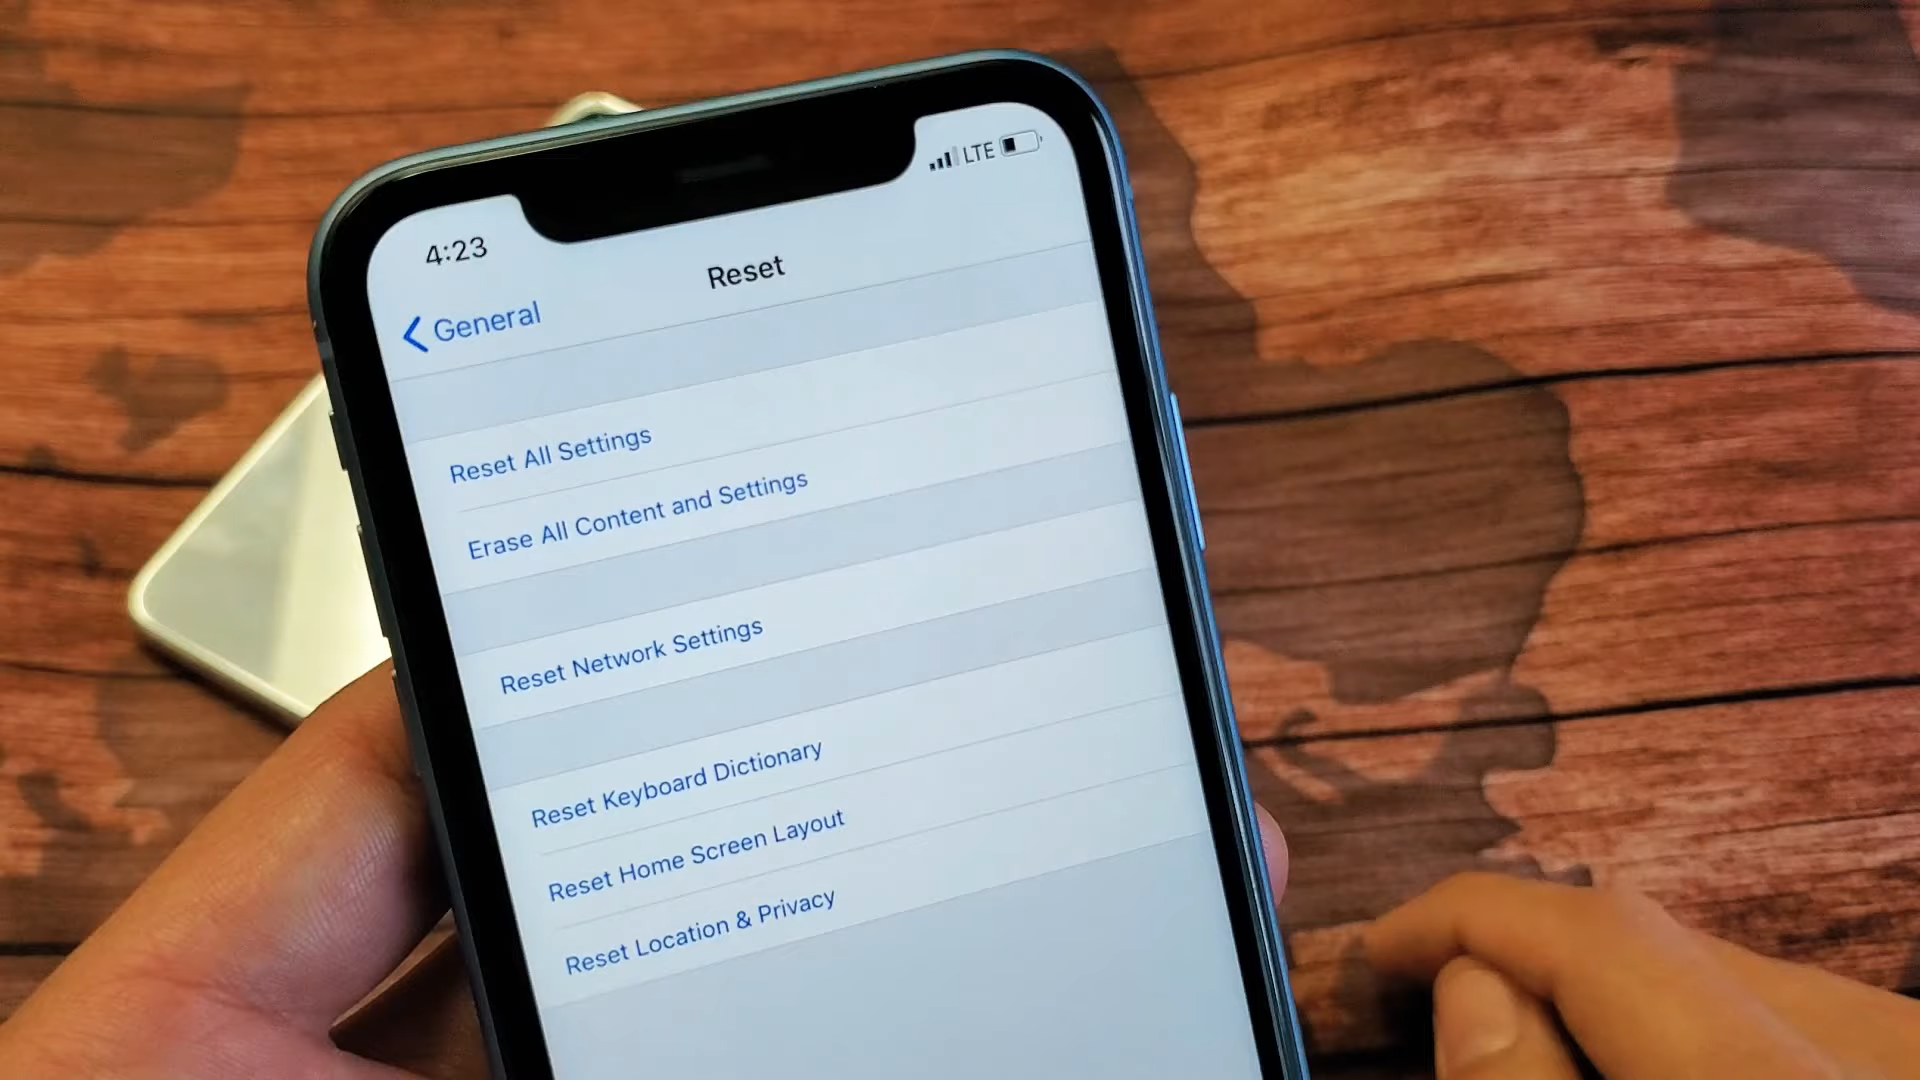 LTE
4:23
Reset
General
Reset All Settings
Erase All Content and Settings
Reset Network Settings
Reset Keyboard Dictionary
Reset Home Screen Layout
Reset Location & Privacy